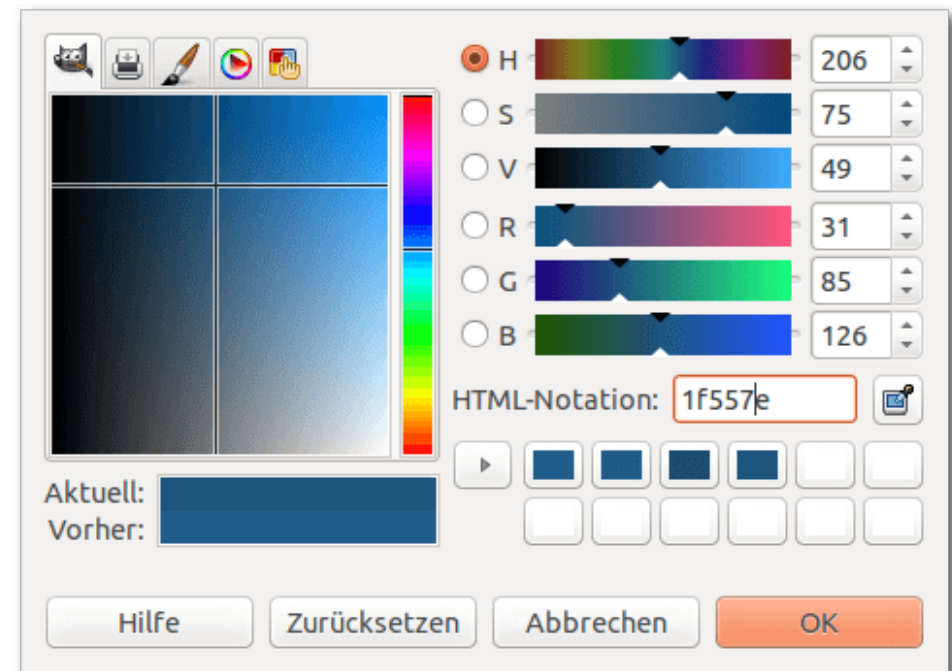 H 206
S 75
V 49
R 31
G 85
B 126
HTML-Notation: 1f557e
Aktuell:
Vorher:
Hilfe Zurücksetzen Abbrechen OK